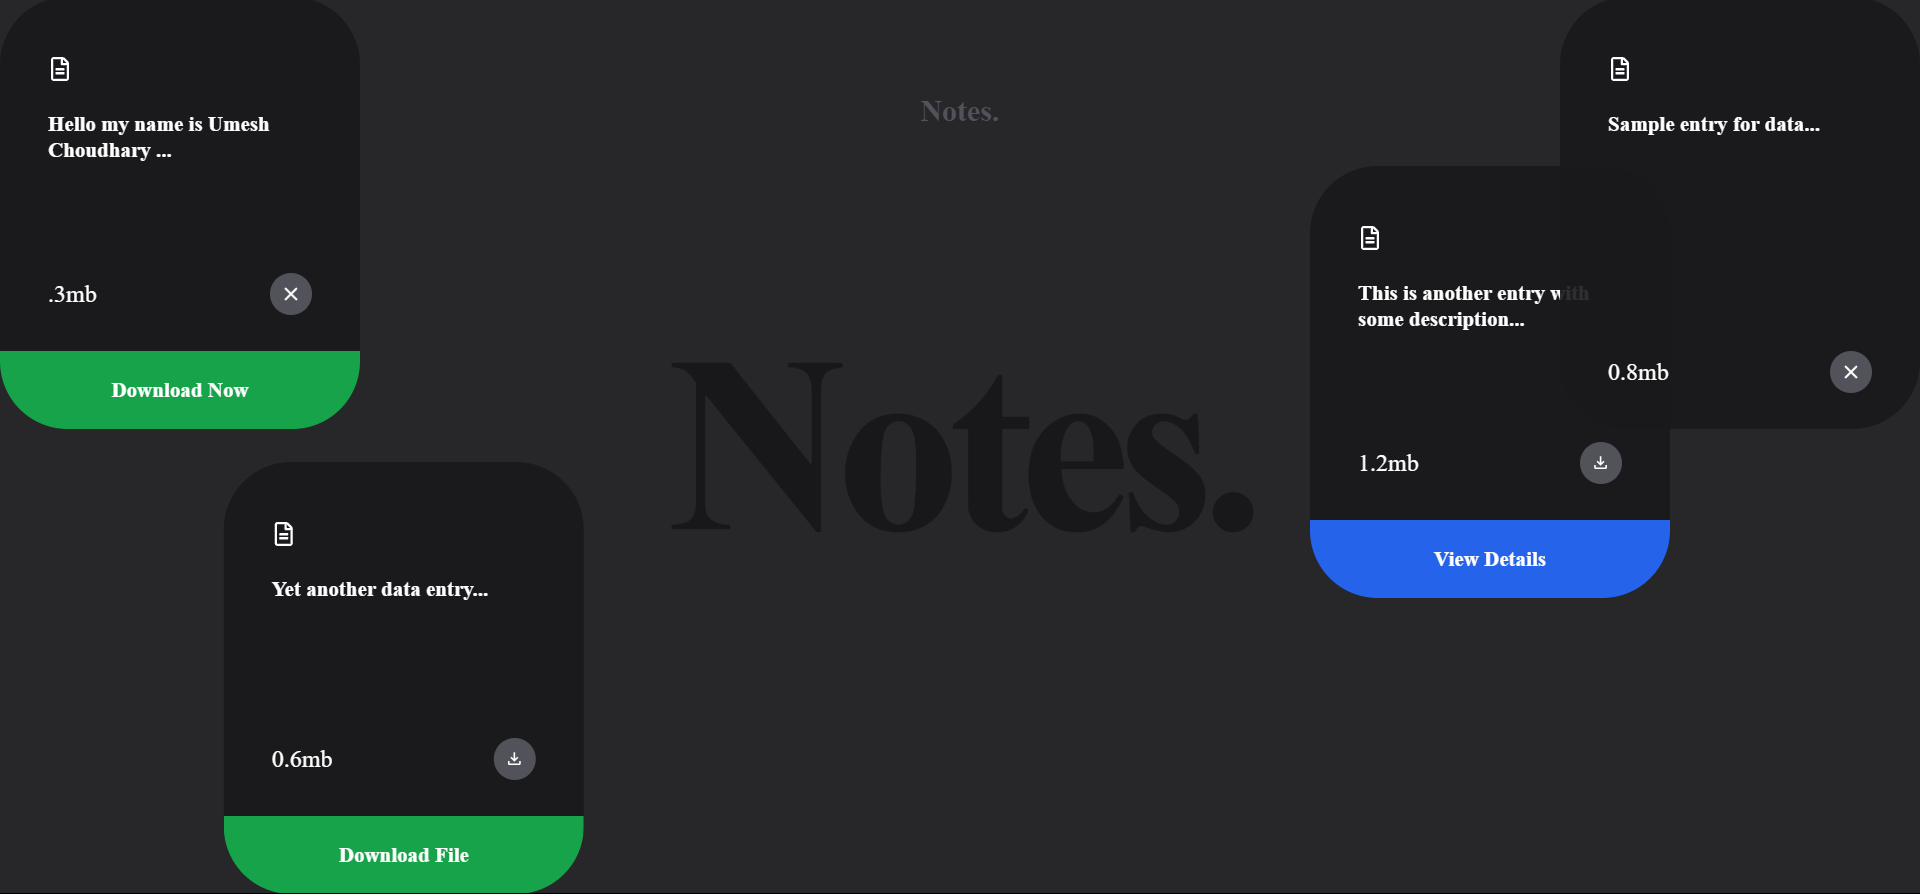 Notes.
Hello my name is Umesh
Choudhary ...
.3mb
Download Now
Sample entry for data...
0.8mb
This is another entry with
some description...
1.2mb
View Details
Notes.
Yet another data entry...
0.6mb
Download File